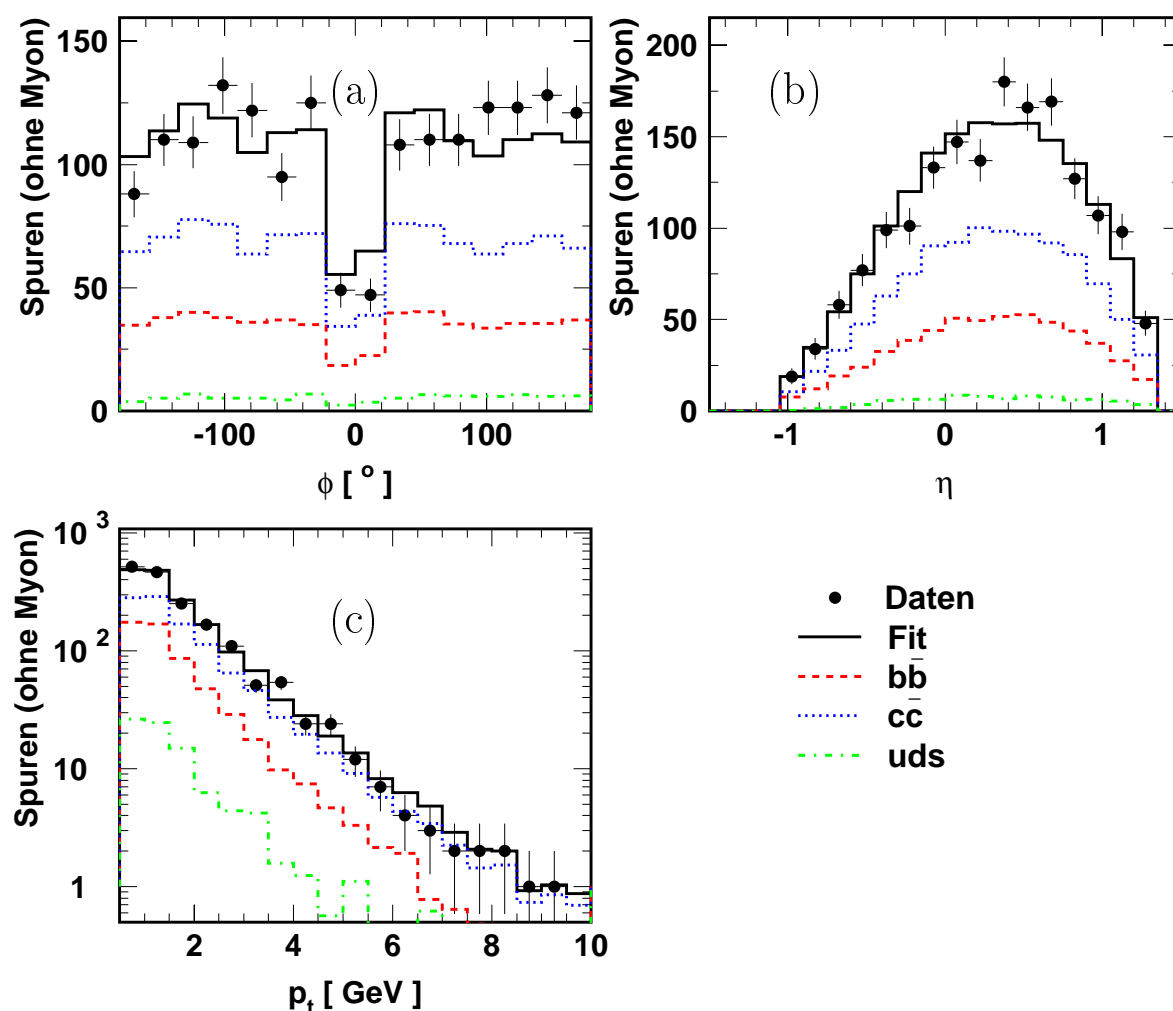 Spuren (ohne Myon)
150
100
50
0
(a)
-100 0 100
ϕ [ ° ]
Spuren (ohne Myon)
200
150
100
50
0
(b)
-1 0 1
η
Spuren (ohne Myon)
10³
10²
10
1
(c)
2 4 6 8 10
pₜ [ GeV ]
Daten
Fit
bb̄
cc̄
uds